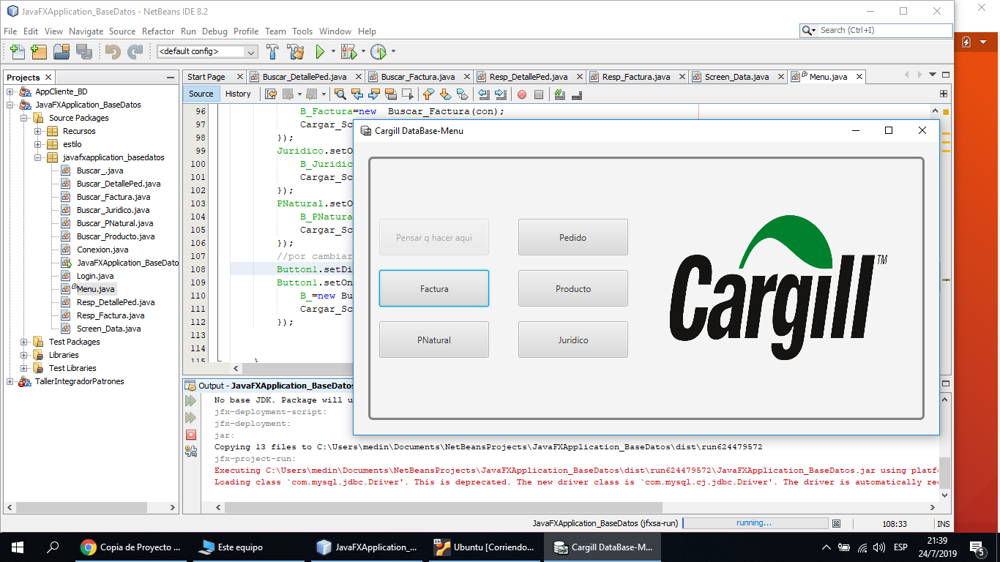 JavaFXApplication_BaseDatos - NetBeans IDE 8.2
File Edit View Navigate Source Refactor Run Debug Profile Team Tools Window Help
Search (Ctrl+I)
<default config>
Projects
AppCliente_BD
JavaFXApplication_BaseDatos
Source Packages
Recursos
estilo
javafxapplication_basedatos
Buscar_.java
Buscar_DetallePed.java
Buscar_Factura.java
Buscar_Juridico.java
Buscar_PNatural.java
Buscar_Producto.java
Conexion.java
JavaFXApplication_BaseDato
Login.java
Menu.java
Resp_DetallePed.java
Resp_Factura.java
Screen_Data.java
Test Packages
Libraries
Test Libraries
TallerIntegradorPatrones
Start Page Buscar_DetallePed.java Buscar_Factura.java Resp_DetallePed.java Resp_Factura.java Screen_Data.java Menu.java
Source History
96 B_Factura=new Buscar_Factura(con);
97 Cargar_Sc
98 });
99 Juridico.setO
100 B_Juridic
101 Cargar_Sc
102 });
103 PNatural.setO
104 B_PNatura
105 Cargar_Sc
106 });
107 //por cambiar
108 Button1.setDi
109 Button1.setOn
110 B_=new Bu
111 Cargar_Sc
112 });
113
114
115 }
Cargill DataBase-Menu
Pensar q hacer aqui
Pedido
Factura
Producto
PNatural
Juridico
Cargill™
Output - JavaFXApplication_BaseDatos
No base JDK. Package will u
jfx-deployment-script:
jfx-deployment:
jar:
Copying 13 files to C:\Users\medin\Documents\NetBeansProjects\JavaFXApplication_BaseDatos\dist\run624479572
jfx-project-run:
Executing C:\Users\medin\Documents\NetBeansProjects\JavaFXApplication_BaseDatos\dist\run624479572\JavaFXApplication_BaseDatos.jar using platf
Loading class `com.mysql.jdbc.Driver'. This is deprecated. The new driver class is `com.mysql.cj.jdbc.Driver'. The driver is automatically re
JavaFXApplication_BaseDatos (jfxsa-run) running... 108:33 INS
Copia de Proyecto ... Este equipo JavaFXApplication_... Ubuntu [Corriendo... Cargill DataBase-M...
ESP
21:39
24/7/2019
5